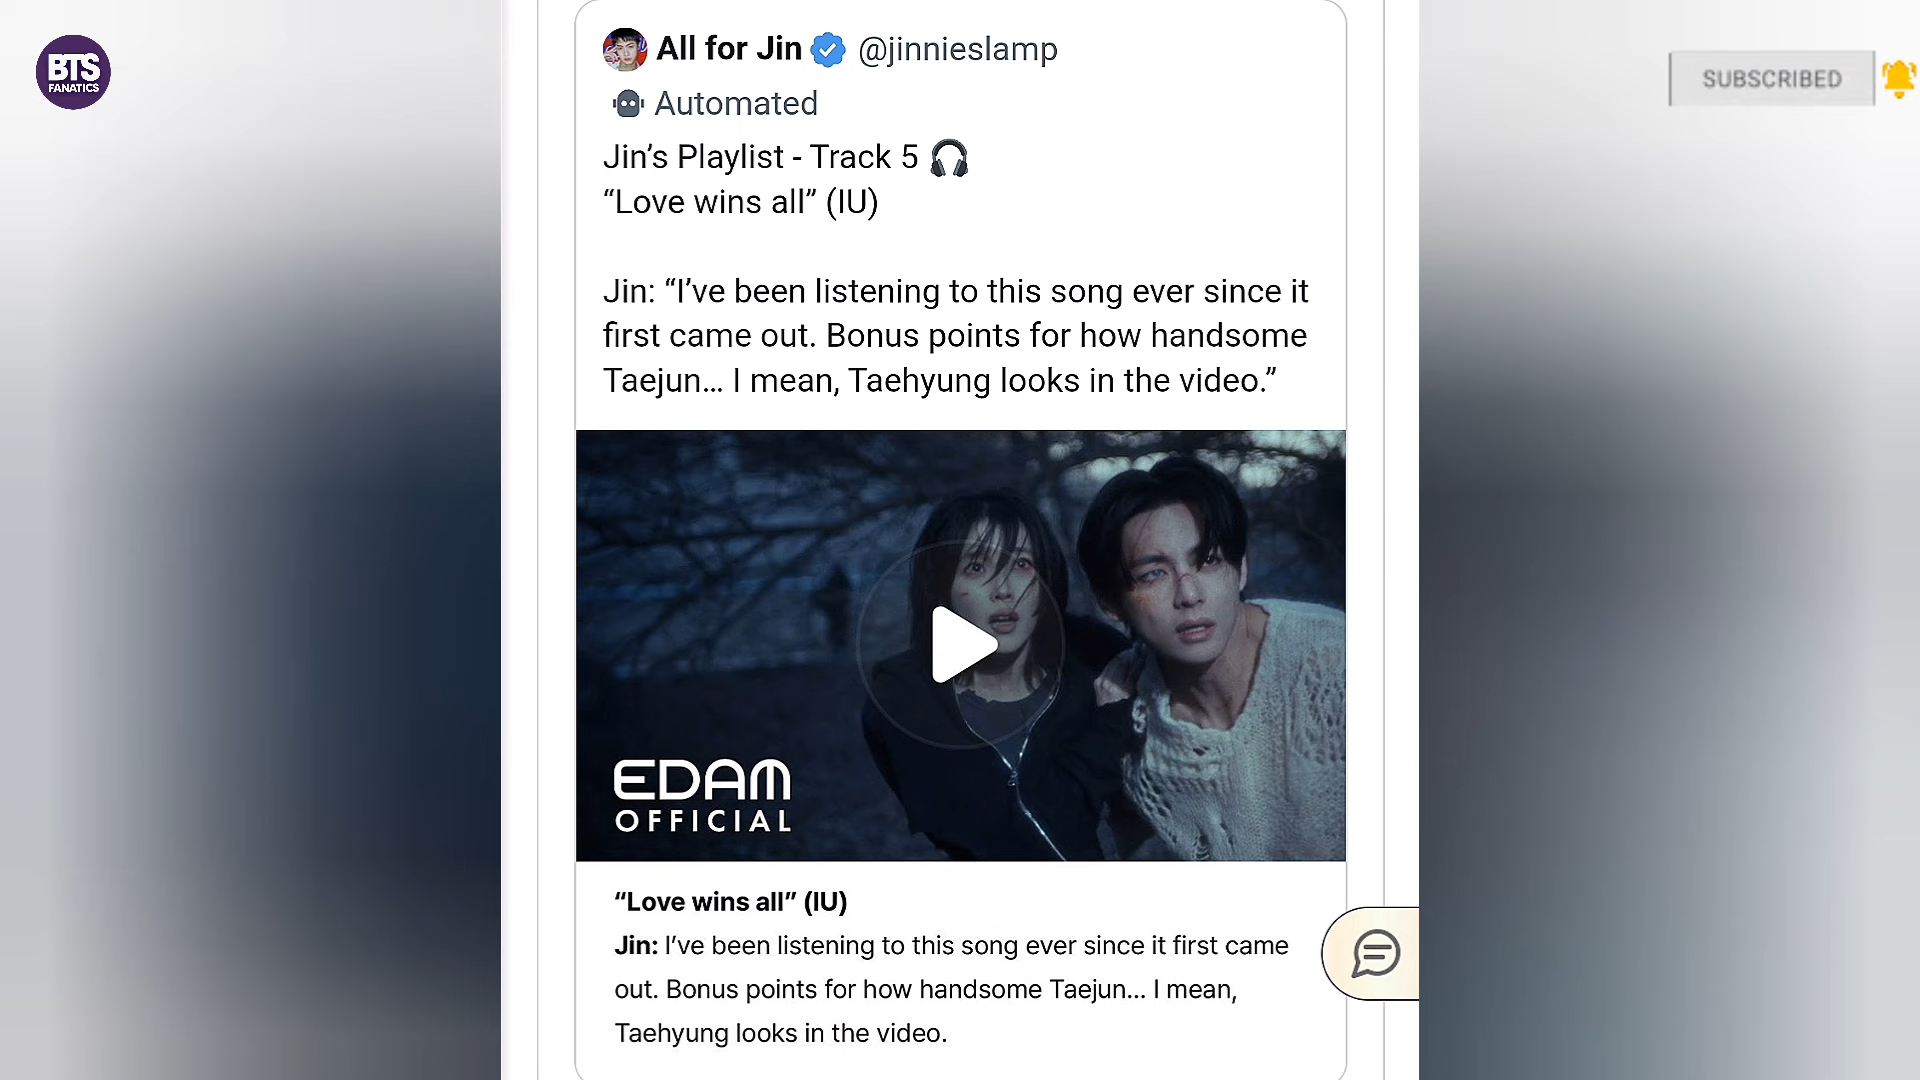 BTS
FANATICS
All for Jin @jinnieslamp
Automated
Jin’s Playlist - Track 5 🎧
“Love wins all” (IU)
Jin: “I’ve been listening to this song ever since it
first came out. Bonus points for how handsome
Taejun... I mean, Taehyung looks in the video.”
EDAM
OFFICIAL
“Love wins all” (IU)
Jin: I’ve been listening to this song ever since it first came
out. Bonus points for how handsome Taejun... I mean,
Taehyung looks in the video.
SUBSCRIBED